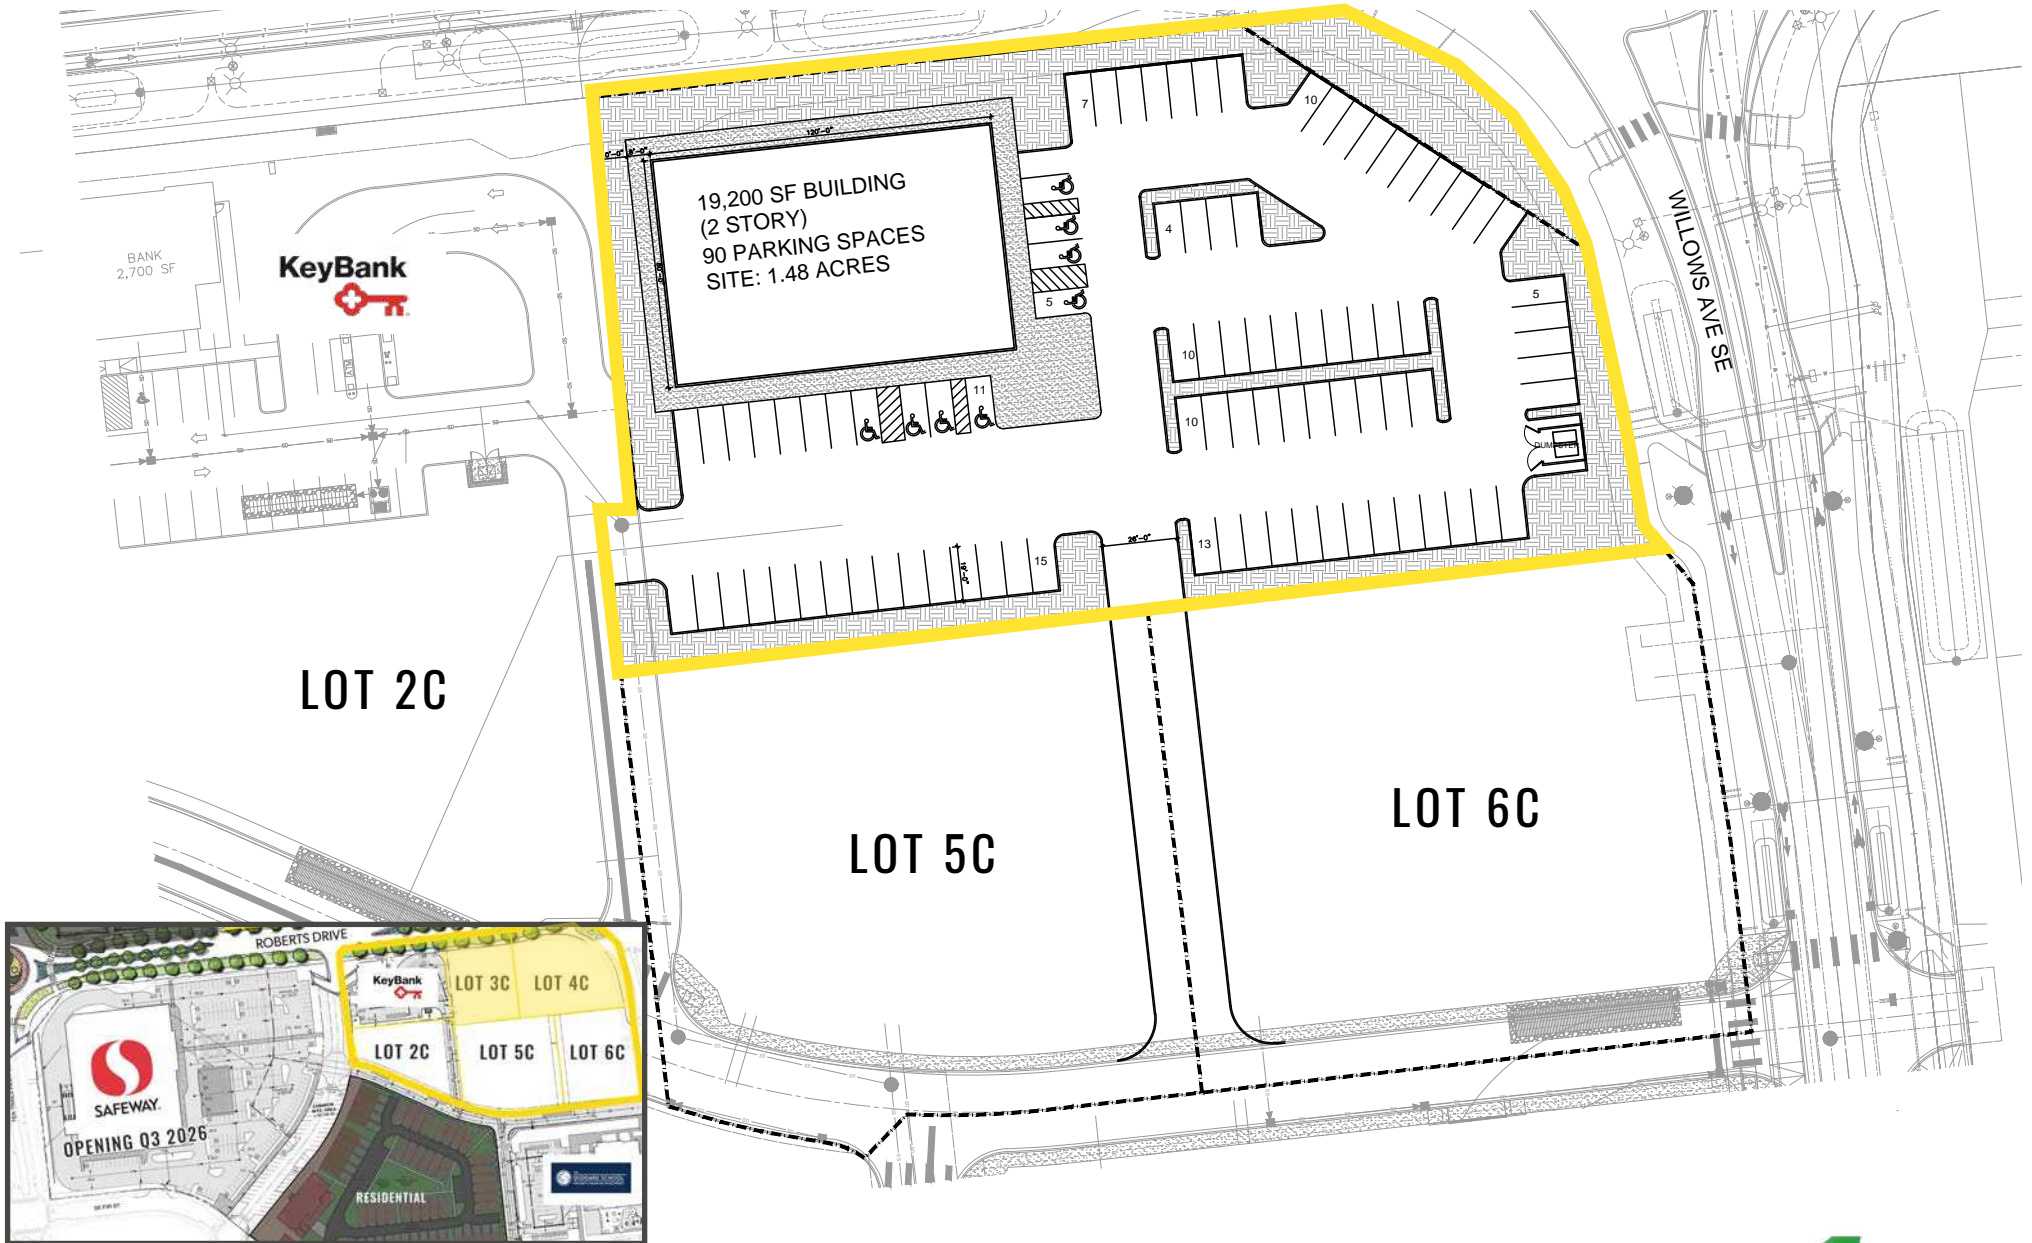 19,200 SF BUILDING
(2 STORY)
90 PARKING SPACES
SITE: 1.48 ACRES
120'-0"
7
10
4
5
5
10
10
11
13
15
26'-0"
19'-0"
DUMPSTER
BANK
2,700 SF
KeyBank
ATM
WILLOWS AVE SE
LOT 2C
LOT 5C
LOT 6C
ROBERTS DRIVE
KeyBank
LOT 3C
LOT 4C
LOT 2C
LOT 5C
LOT 6C
SAFEWAY
OPENING Q3 2026
RESIDENTIAL